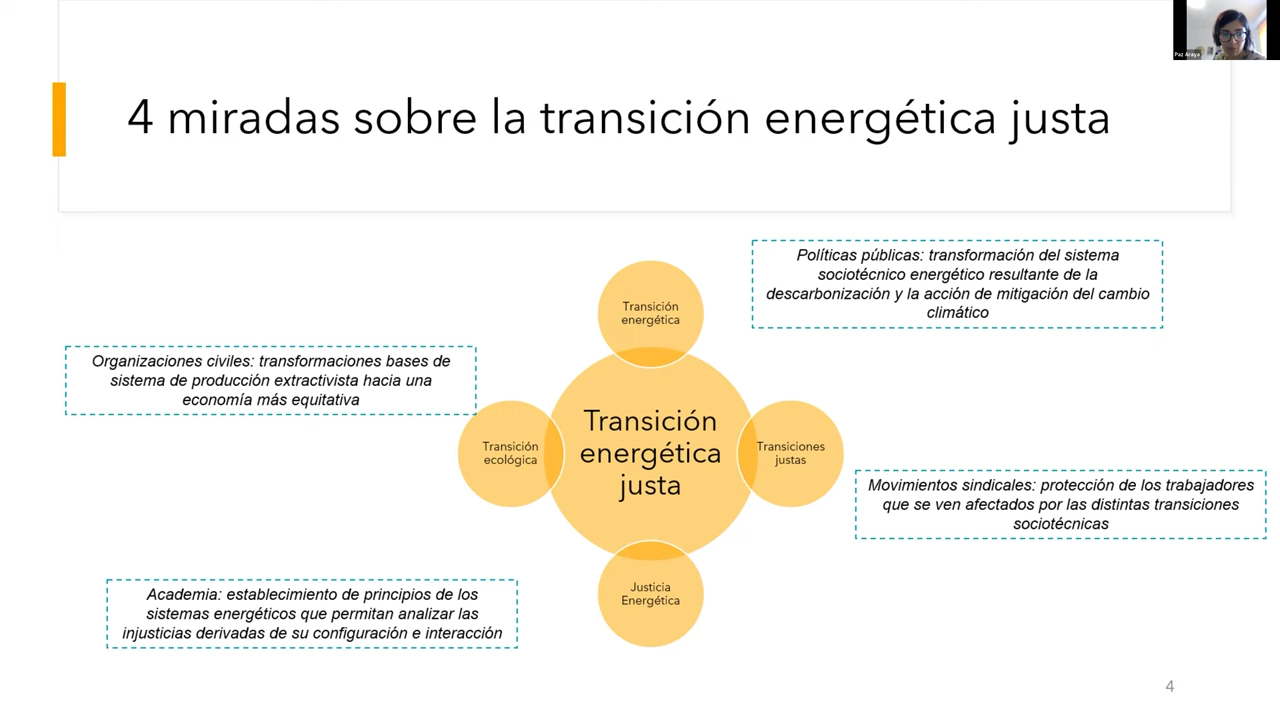 Paz Araya
4 miradas sobre la transición energética justa
Políticas públicas: transformación del sistema
sociotécnico energético resultante de la
descarbonización y la acción de mitigación del cambio
climático
Transición
energética
Organizaciones civiles: transformaciones bases de
sistema de producción extractivista hacia una
economía más equitativa
Transición
ecológica
Transición
energética
justa
Transiciones
justas
Movimientos sindicales: protección de los trabajadores
que se ven afectados por las distintas transiciones
sociotécnicas
Academia: establecimiento de principios de los
sistemas energéticos que permitan analizar las
injusticias derivadas de su configuración e interacción
Justicia
Energética
4